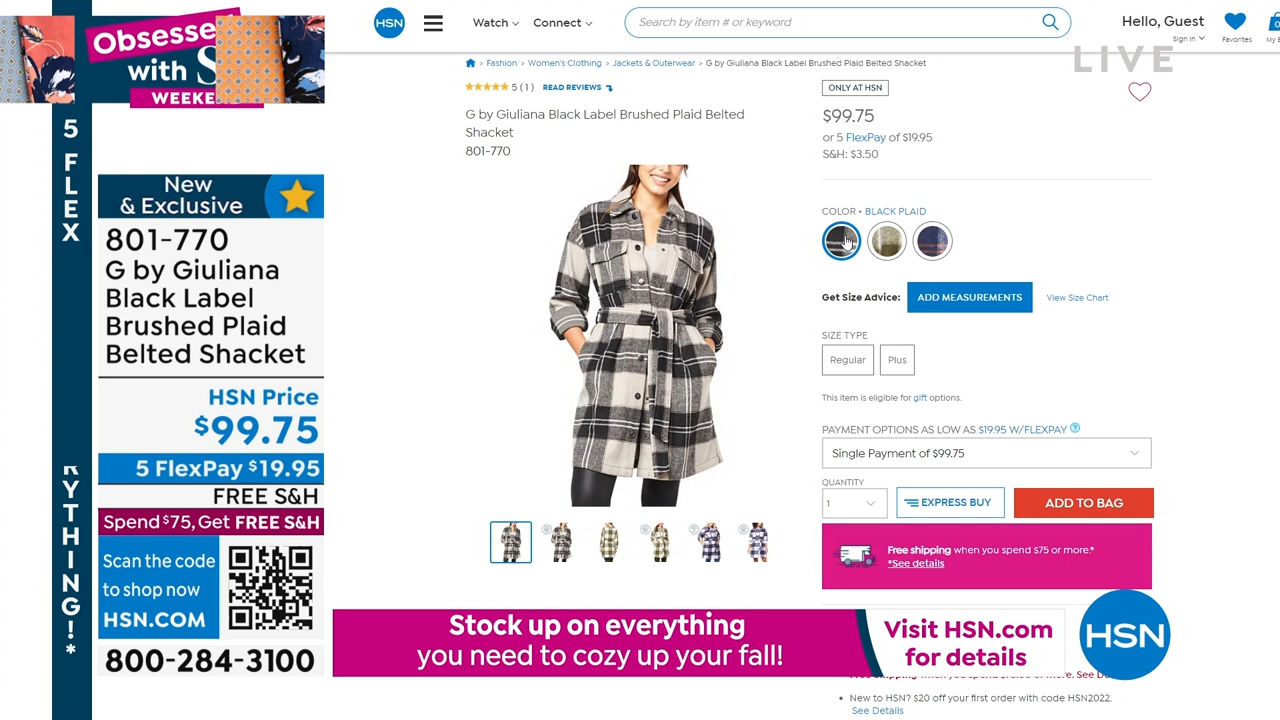 Obsessed
with S
WEEKE
5 FLEX
RYTHING!*
New
& Exclusive
801-770
G by Giuliana
Black Label
Brushed Plaid
Belted Shacket
HSN Price
$99.75
5 FlexPay $19.95
FREE S&H
Spend $75, Get FREE S&H
Scan the code
to shop now
HSN.COM
800-284-3100
HSN
Watch
Connect
Search by item # or keyword
Hello, Guest
Sign In
Favorites
My B
LIVE
Fashion > Women's Clothing > Jackets & Outerwear > G by Giuliana Black Label Brushed Plaid Belted Shacket
5 ( 1 ) READ REVIEWS
G by Giuliana Black Label Brushed Plaid Belted
Shacket
801-770
ONLY AT HSN
$99.75
or 5 FlexPay of $19.95
S&H: $3.50
COLOR • BLACK PLAID
Get Size Advice: ADD MEASUREMENTS View Size Chart
SIZE TYPE
Regular Plus
This item is eligible for gift options.
PAYMENT OPTIONS AS LOW AS $19.95 W/FLEXPAY ?
Single Payment of $99.75
QUANTITY
1
EXPRESS BUY
ADD TO BAG
Free shipping when you spend $75 or more.*
*See details
Stock up on everything
you need to cozy up your fall!
Visit HSN.com
for details
HSN
• New to HSN? $20 off your first order with code HSN2022.
See Details